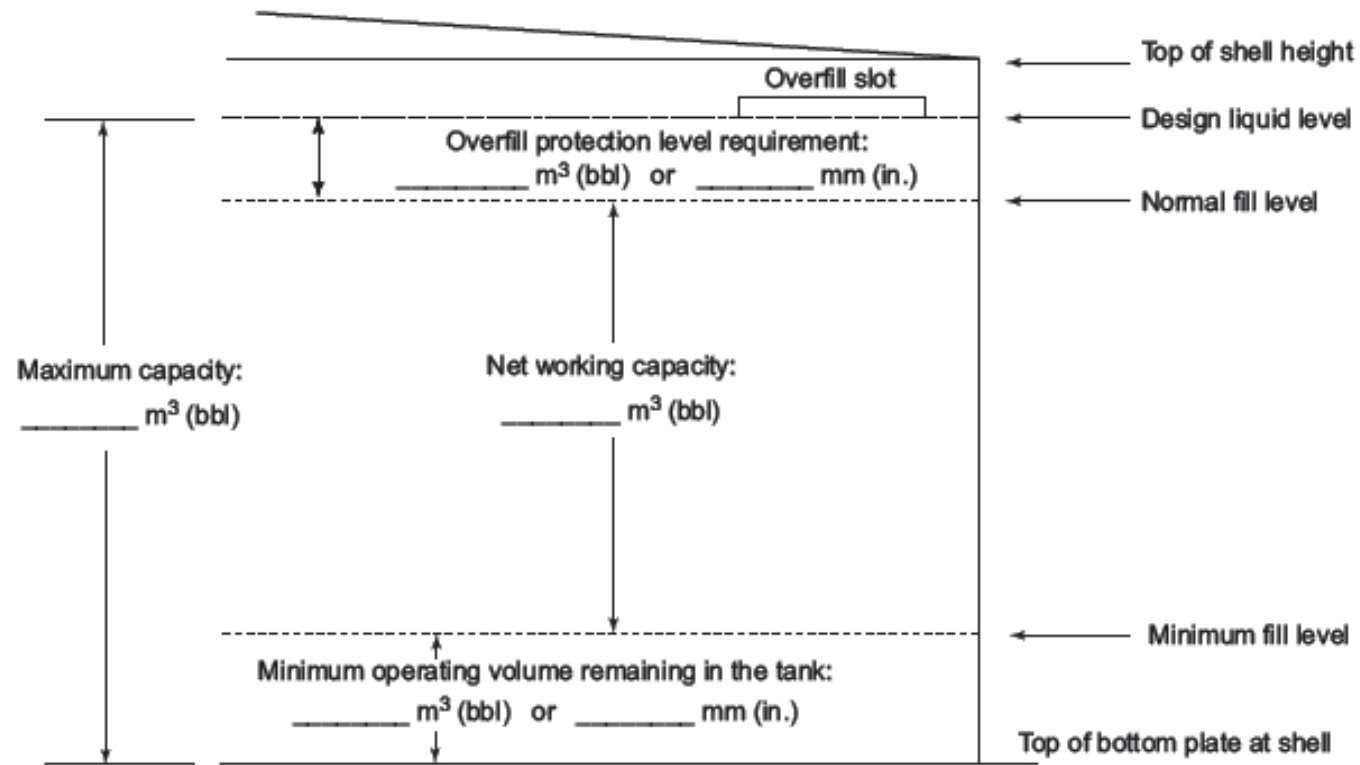 Top of shell height
Overfill slot
Design liquid level
Overfill protection level requirement:
_________ m³ (bbl) or ________ mm (in.)
Normal fill level
Maximum capacity:
________ m³ (bbl)
Net working capacity:
________ m³ (bbl)
Minimum fill level
Minimum operating volume remaining in the tank:
________ m³ (bbl) or ________ mm (in.)
Top of bottom plate at shell